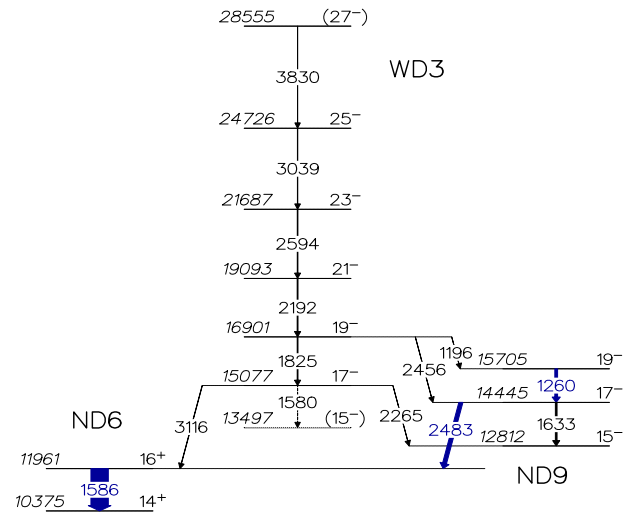 28555 (27−)
WD3
3830
24726 25−
3039
21687 23−
2594
19093 21−
2192
16901 19−
1196 15705 19−
1825 2456
15077 17− 1260
14445 17−
1580
13497 (15−) 2265
ND6 3116 2483 1633
12812 15−
11961 16+
ND9
1586
10375 14+